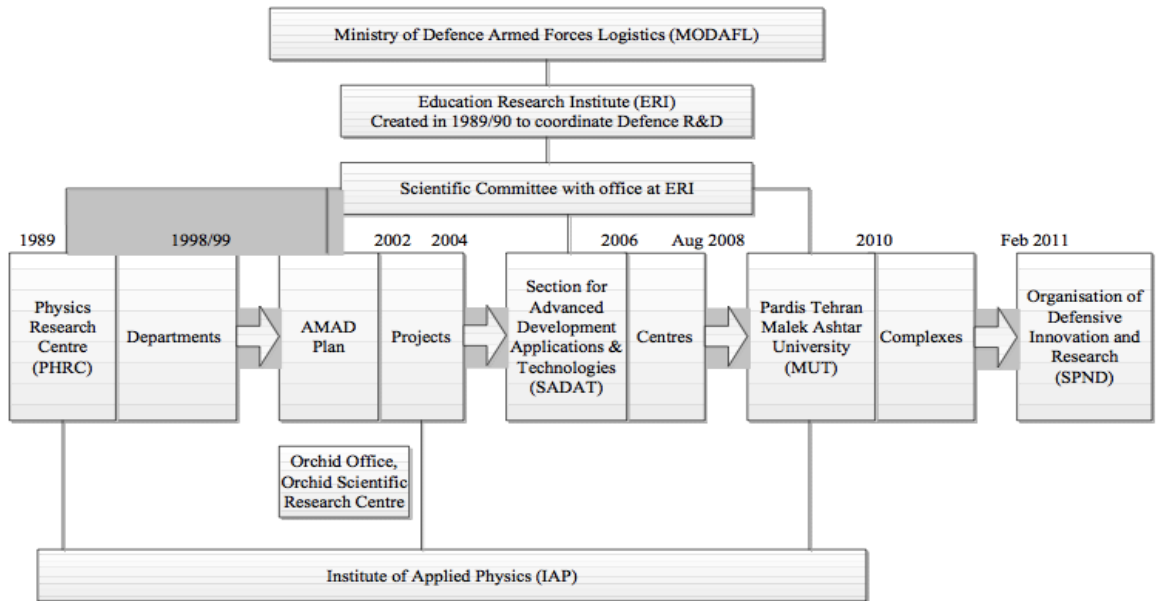 Ministry of Defence Armed Forces Logistics (MODAFL)
Education Research Institute (ERI)
Created in 1989/90 to coordinate Defence R&D
Scientific Committee with office at ERI
1989
1998/99
2002
2004
2006
Aug 2008
2010
Feb 2011
Physics
Research
Centre
(PHRC)
Departments
AMAD
Plan
Projects
Section for
Advanced
Development
Applications &
Technologies
(SADAT)
Centres
Pardis Tehran
Malek Ashtar
University
(MUT)
Complexes
Organisation of
Defensive
Innovation and
Research
(SPND)
Orchid Office,
Orchid Scientific
Research Centre
Institute of Applied Physics (IAP)